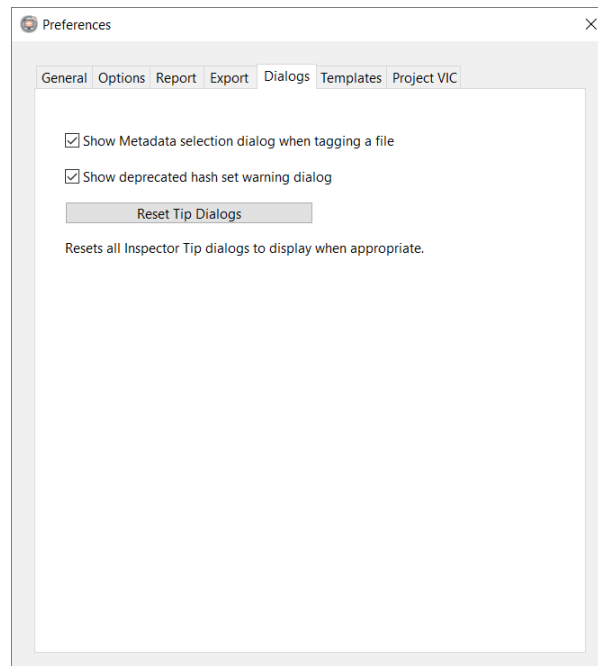 Preferences
General Options Report Export Dialogs Templates Project VIC
Show Metadata selection dialog when tagging a file
Show deprecated hash set warning dialog
Reset Tip Dialogs
Resets all Inspector Tip dialogs to display when appropriate.